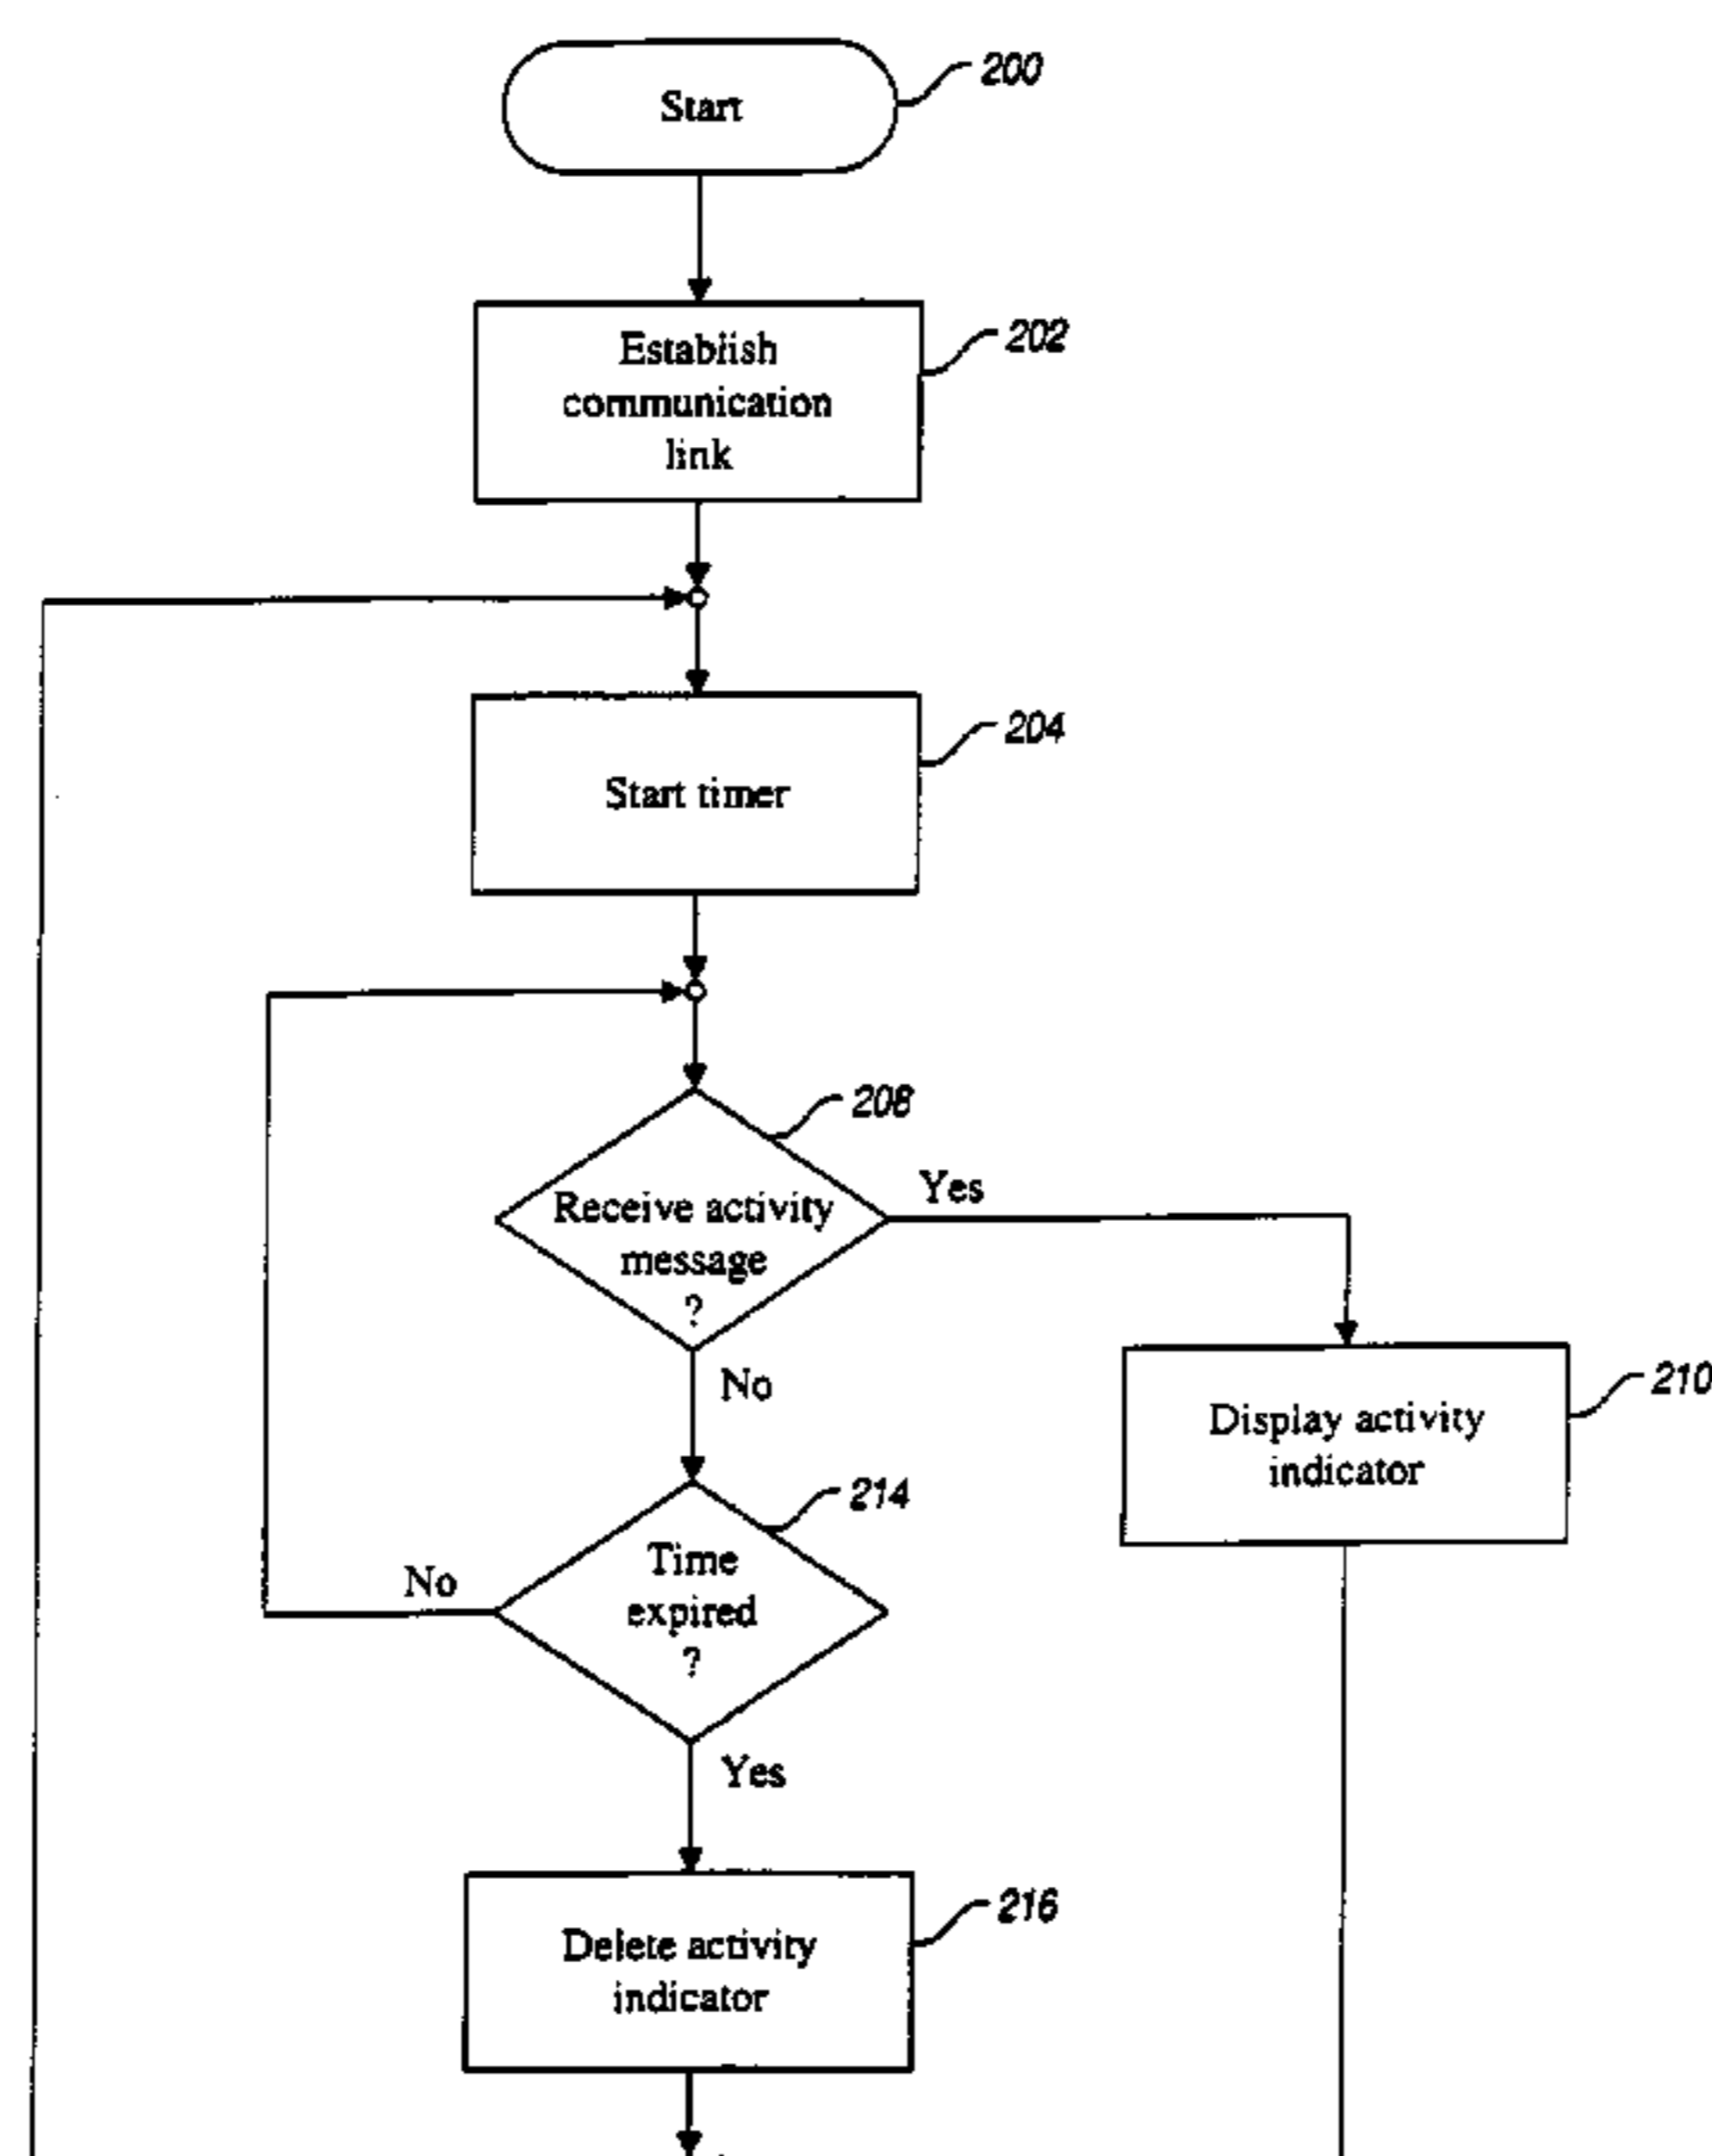 Start
200
Establish
communication
link
202
Start timer
204
208
Receive activity
message
?
Yes
No
Display activity
indicator
210
214
Time
expired
?
No
Yes
Delete activity
indicator
216